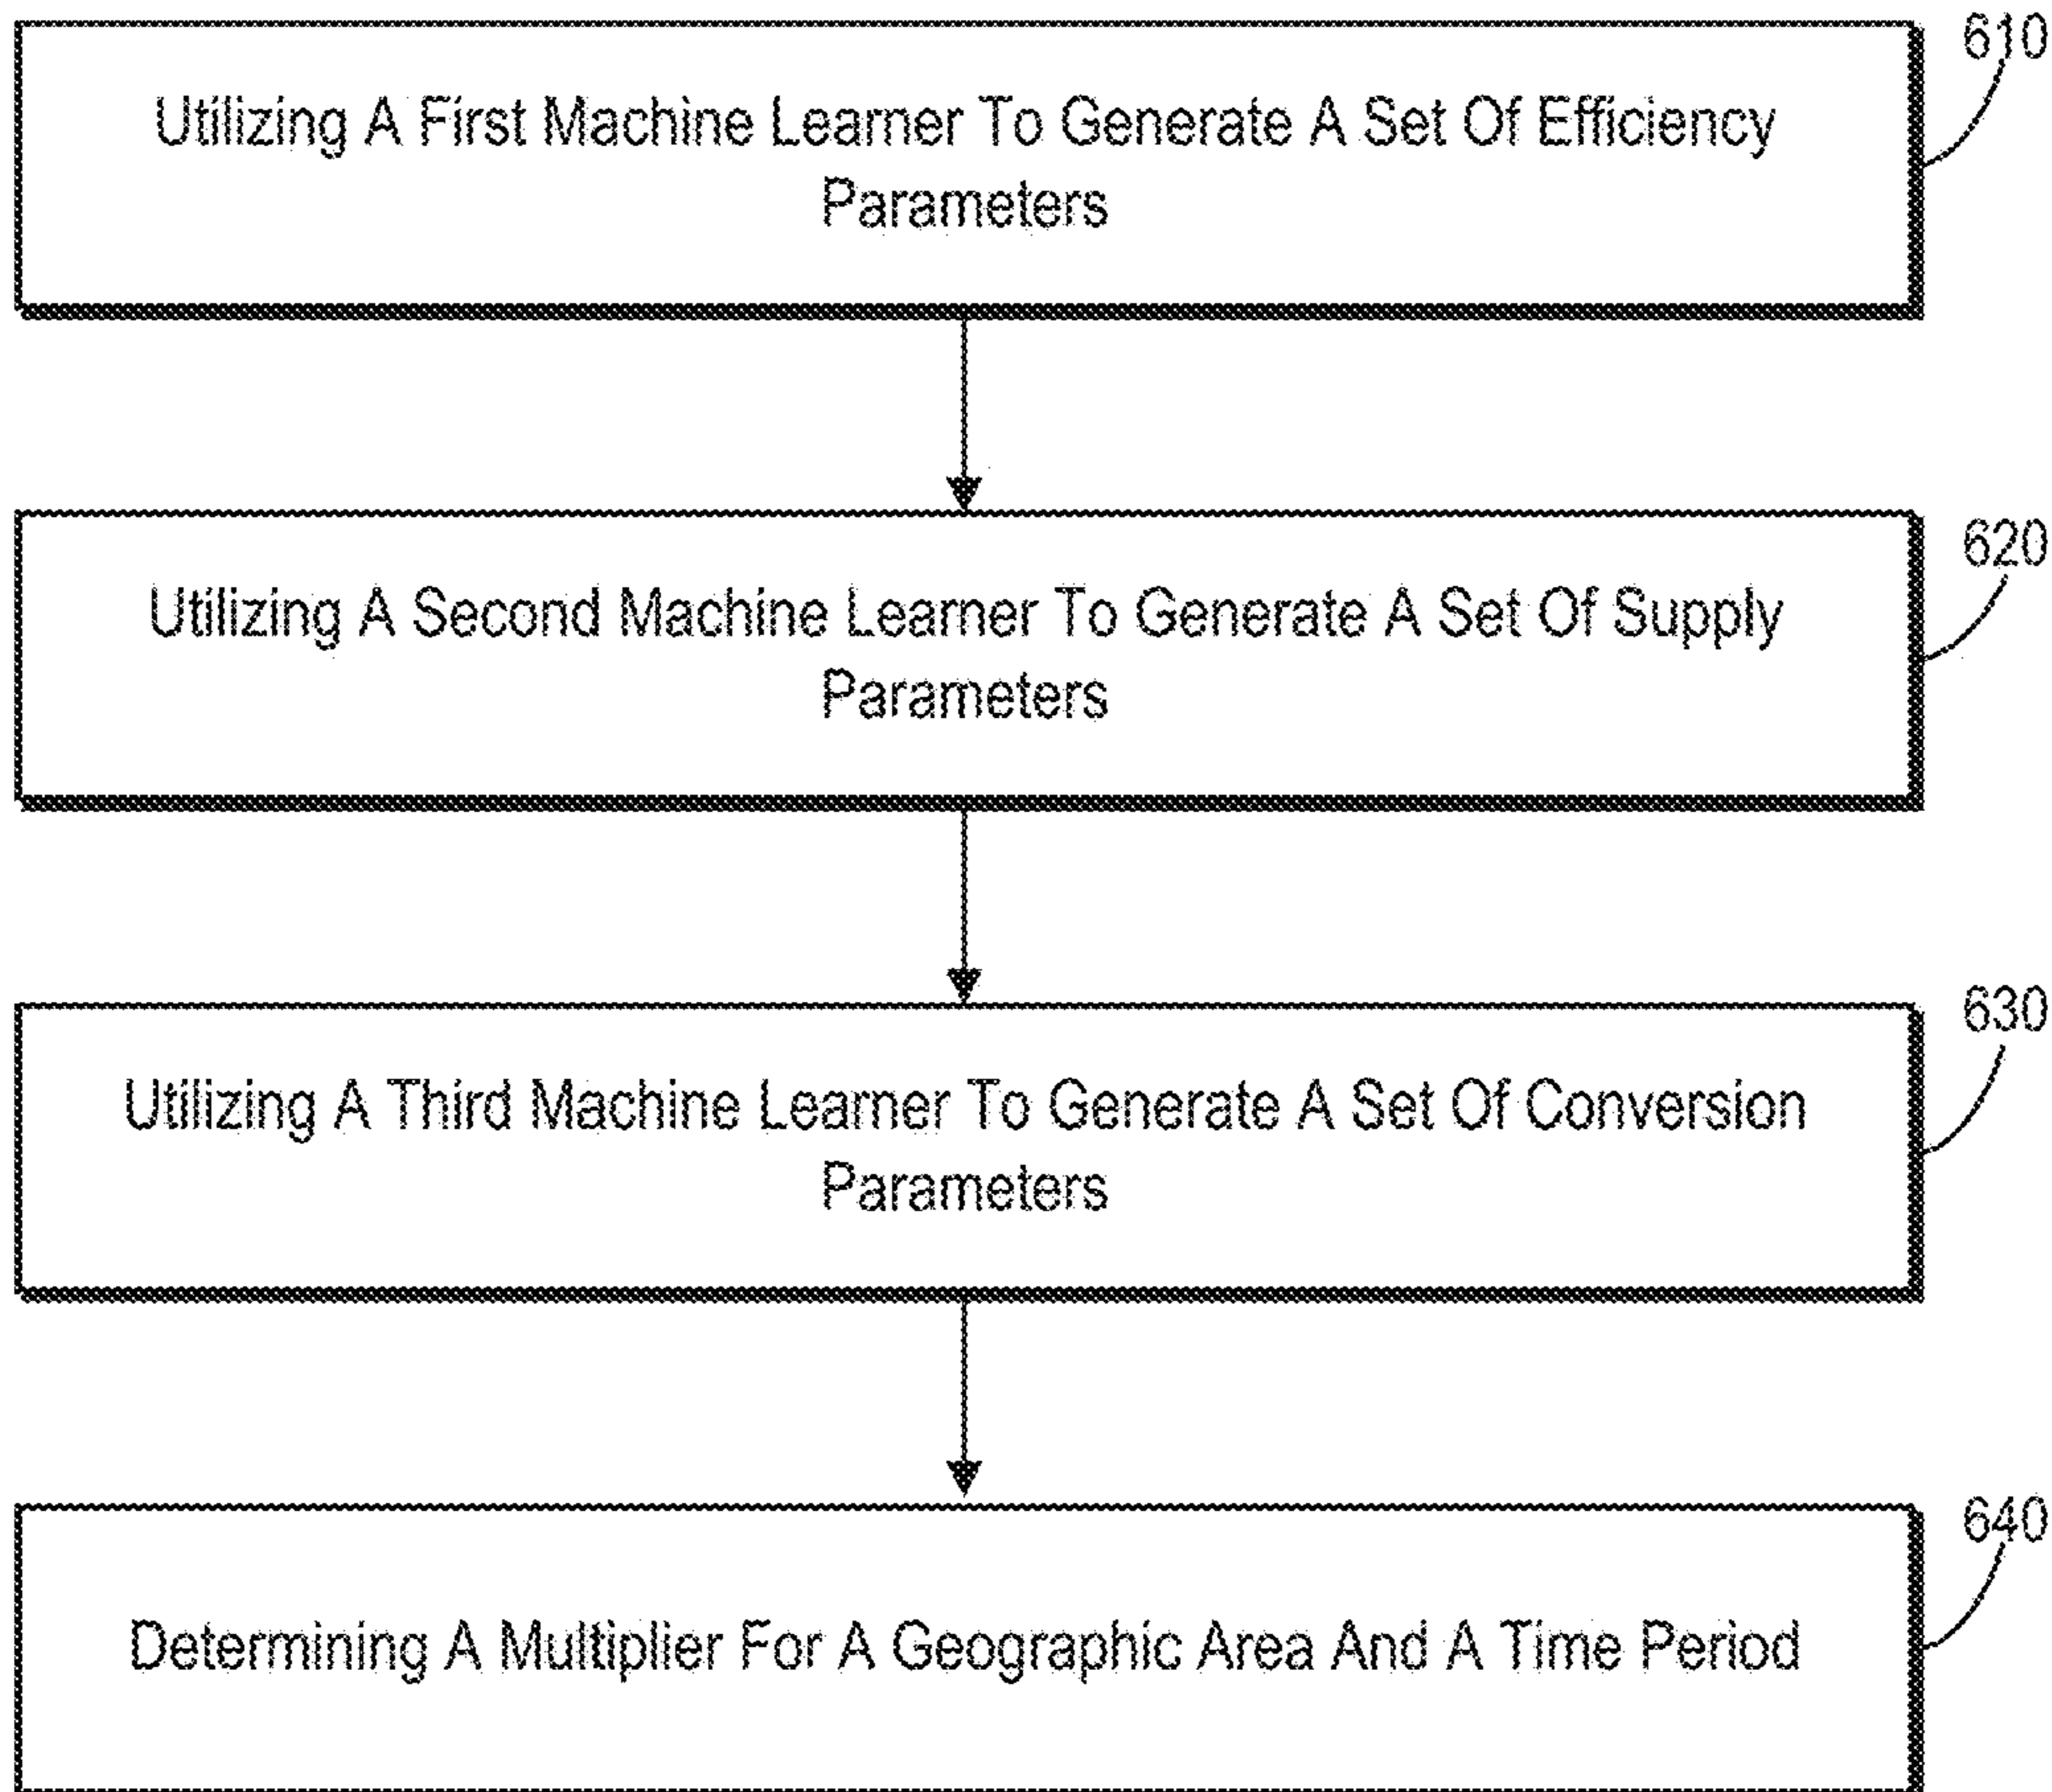 610
Utilizing A First Machine Learner To Generate A Set Of Efficiency
Parameters
620
Utilizing A Second Machine Learner To Generate A Set Of Supply
Parameters
630
Utilizing A Third Machine Learner To Generate A Set Of Conversion
Parameters
640
Determining A Multiplier For A Geographic Area And A Time Period